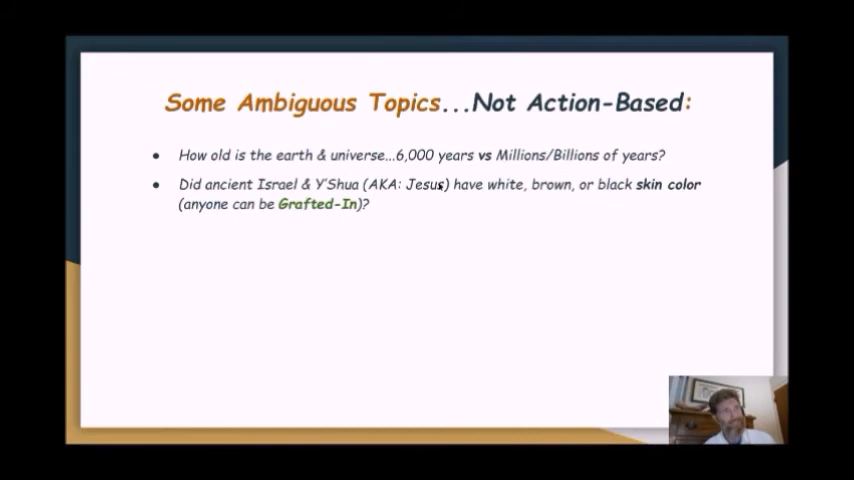 Some Ambiguous Topics...Not Action-Based:
• How old is the earth & universe...6,000 years vs Millions/Billions of years?
• Did ancient Israel & Y'Shua (AKA: Jesus) have white, brown, or black skin color
(anyone can be Grafted-In)?